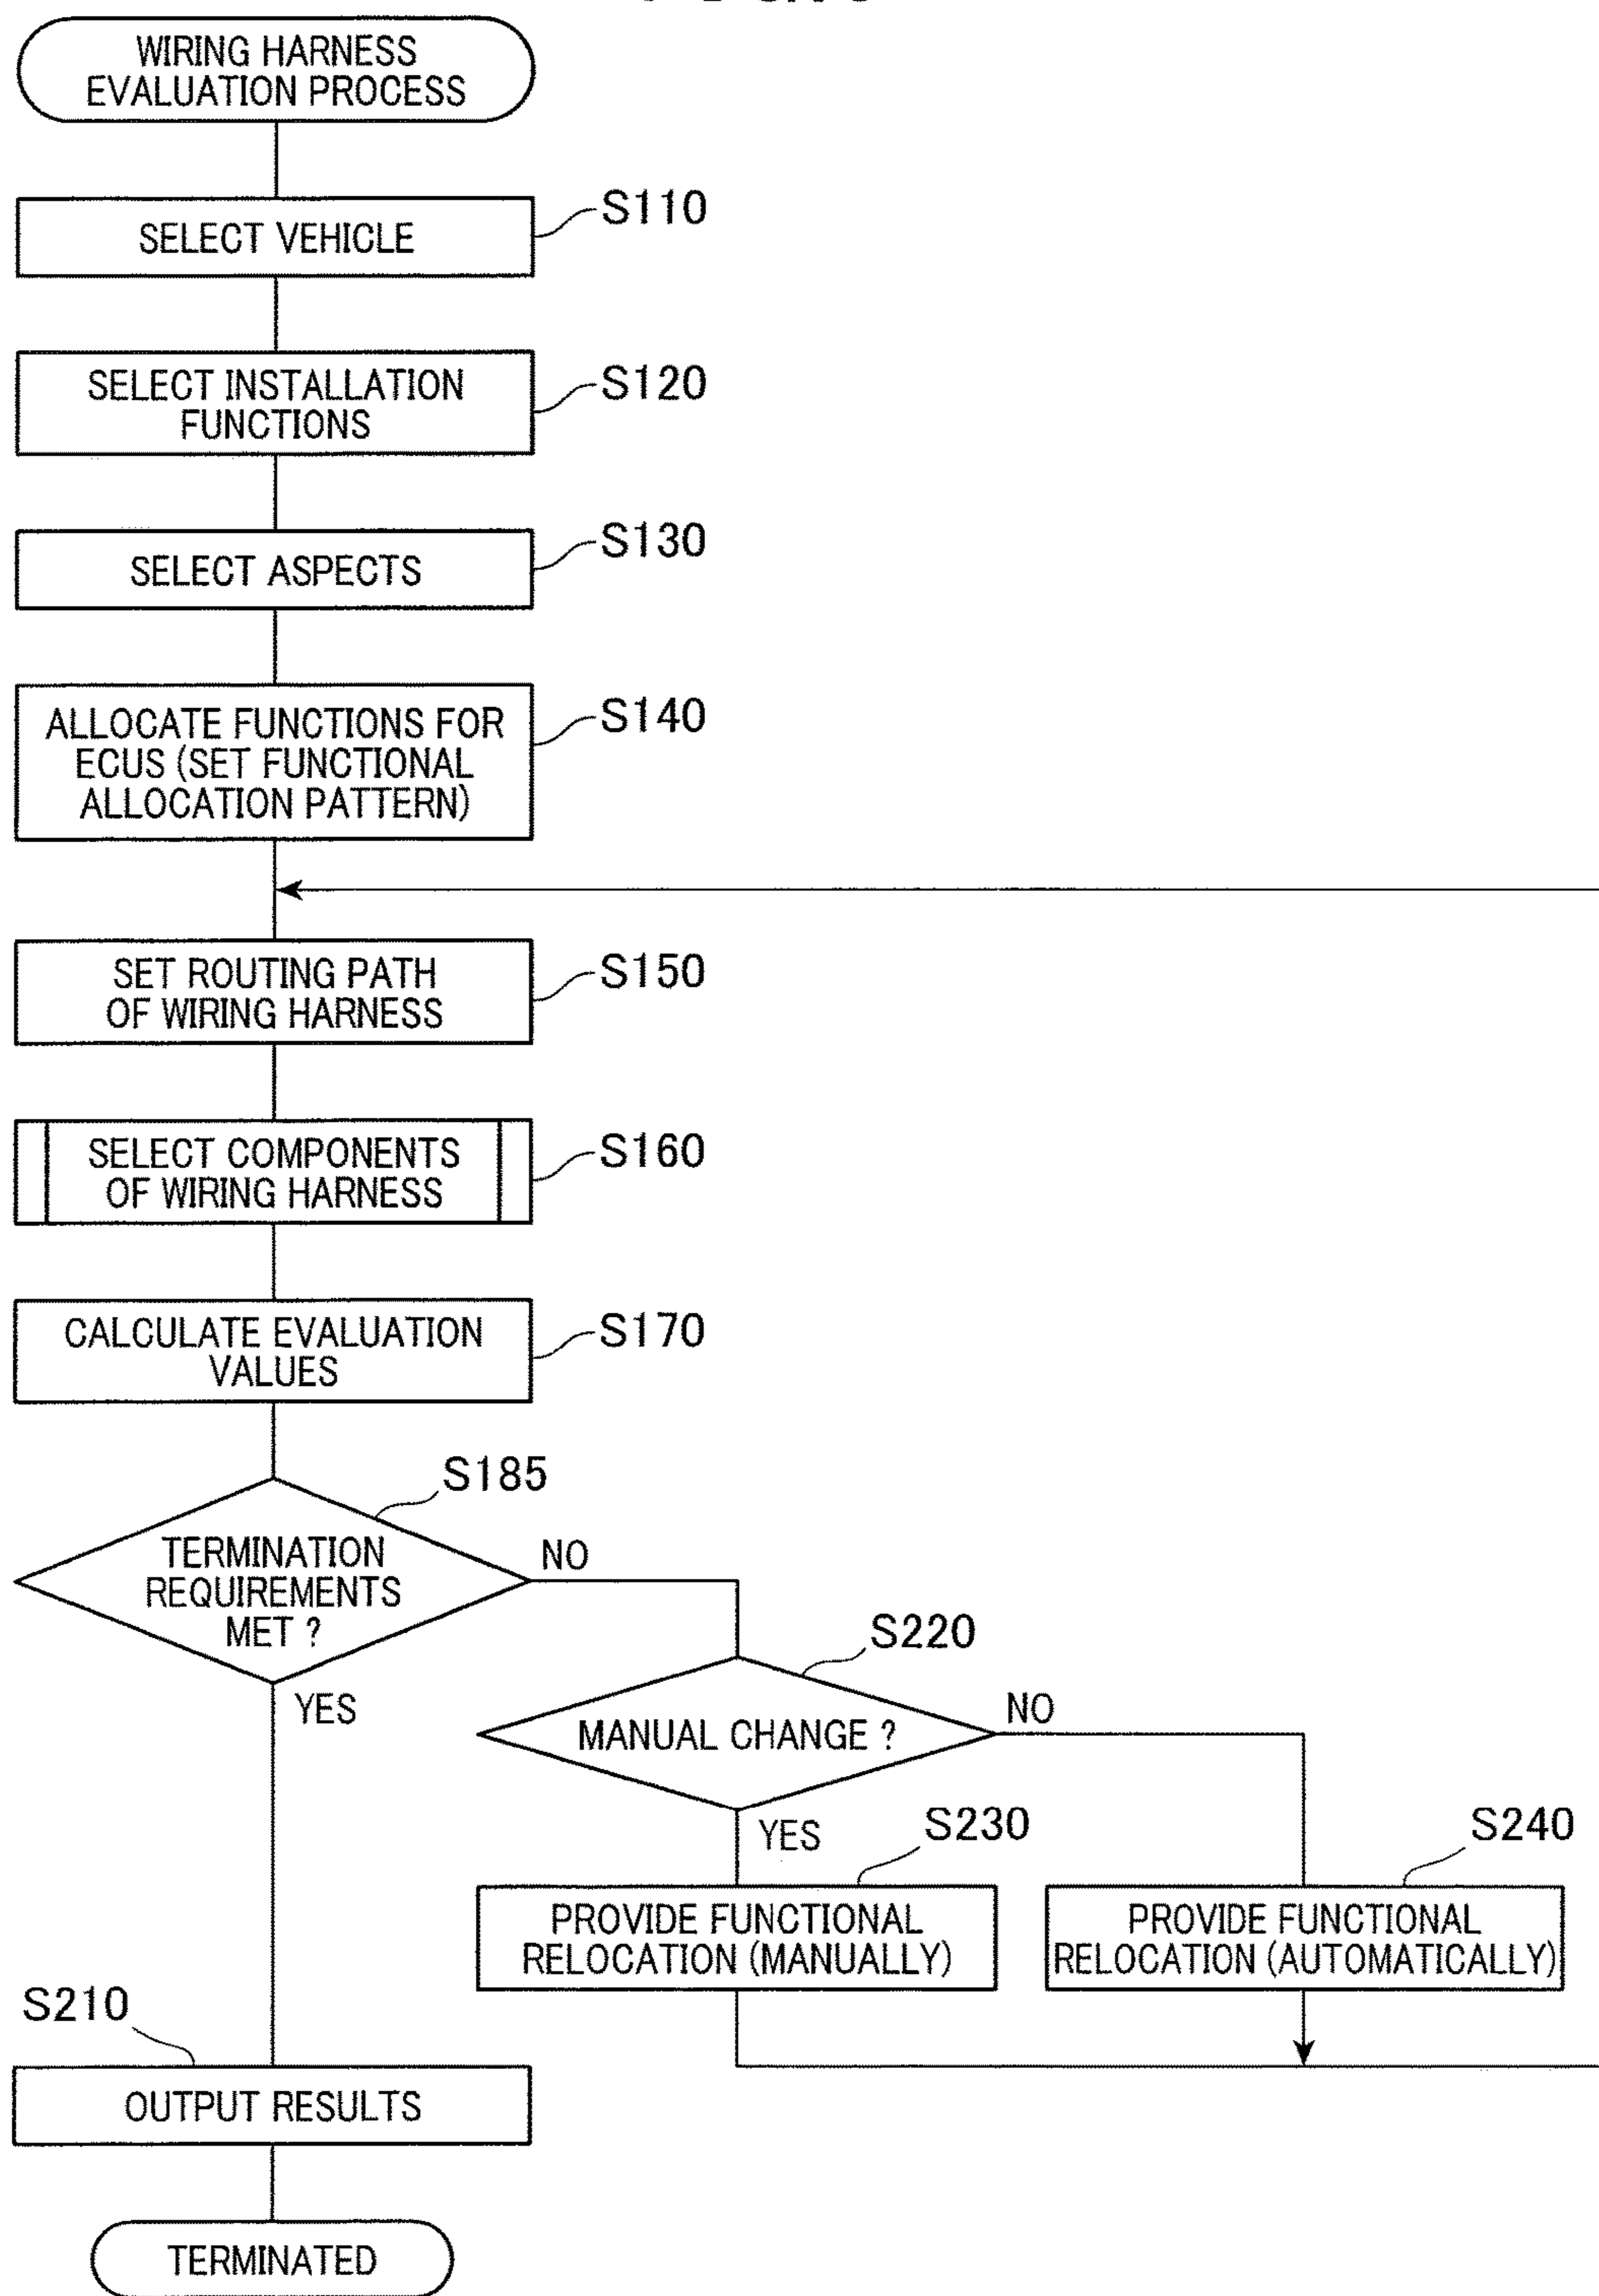 WIRING HARNESS
EVALUATION PROCESS
S110
SELECT VEHICLE
S120
SELECT INSTALLATION
FUNCTIONS
S130
SELECT ASPECTS
S140
ALLOCATE FUNCTIONS FOR
ECUS (SET FUNCTIONAL
ALLOCATION PATTERN)
S150
SET ROUTING PATH
OF WIRING HARNESS
S160
SELECT COMPONENTS
OF WIRING HARNESS
S170
CALCULATE EVALUATION
VALUES
S185
TERMINATION
REQUIREMENTS
MET ?
NO
YES
S220
MANUAL CHANGE ?
NO
YES
S230
PROVIDE FUNCTIONAL
RELOCATION (MANUALLY)
S240
PROVIDE FUNCTIONAL
RELOCATION (AUTOMATICALLY)
S210
OUTPUT RESULTS
TERMINATED